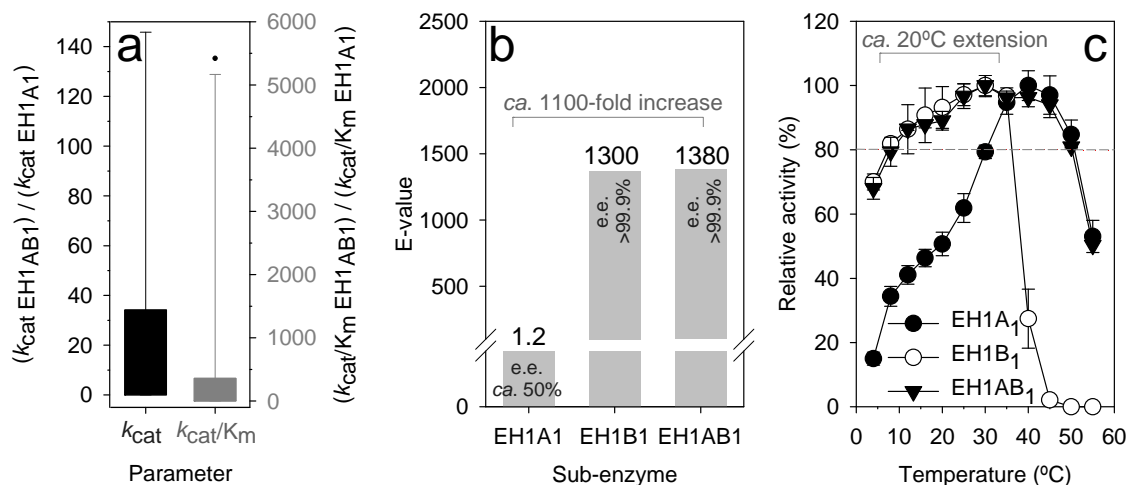 a
(kcat EH1AB1) / (kcat EH1A1)
140
120
100
80
60
40
20
0
6000
5000
4000
3000
2000
1000
0
(kcat/Km EH1AB1) / (kcat/Km EH1A1)
kcat
kcat/Km
Parameter
b
E-value
2500
2000
1500
1000
500
0
ca. 1100-fold increase
1.2
1300
1380
e.e.
ca. 50%
e.e.
>99.9%
e.e.
>99.9%
EH1A1
EH1B1
EH1AB1
Sub-enzyme
c
Relative activity (%)
120
100
80
60
40
20
0
ca. 20ºC extension
EH1A1
EH1B1
EH1AB1
0
10
20
30
40
50
60
Temperature (ºC)